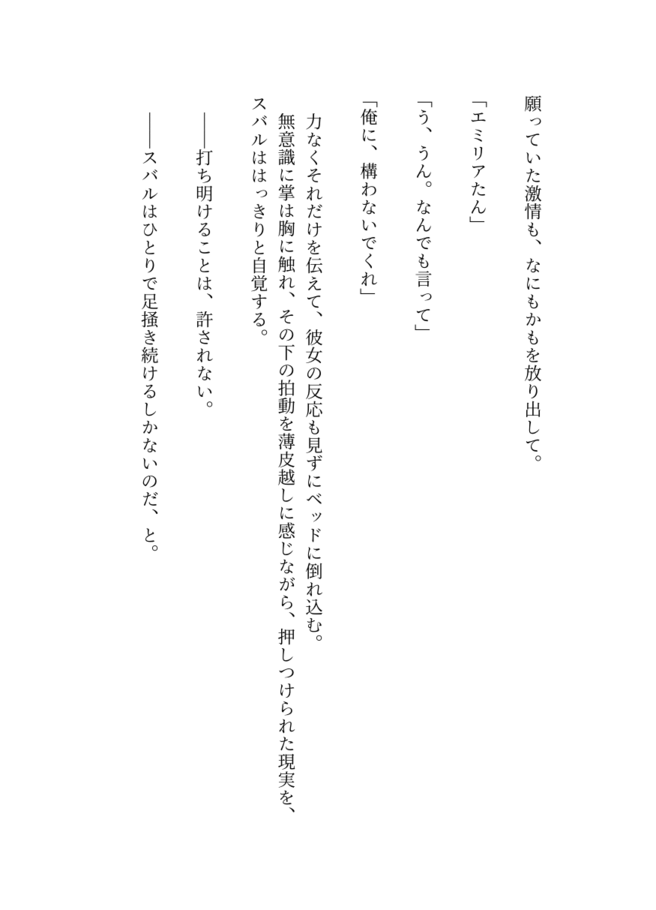 願っていた激情も、なにもかもを放り出して。
「エミリアたん」
「う、うん。なんでも言って」
「俺に、構わないでくれ」
力なくそれだけを伝えて、彼女の反応も見ずにベッドに倒れ込む。
無意識に掌は胸に触れ、その下の拍動を薄皮越しに感じながら、押しつけられた現実を、
スバルははっきりと自覚する。
――打ち明けることは、許されない。
――スバルはひとりで足掻き続けるしかないのだ、と。